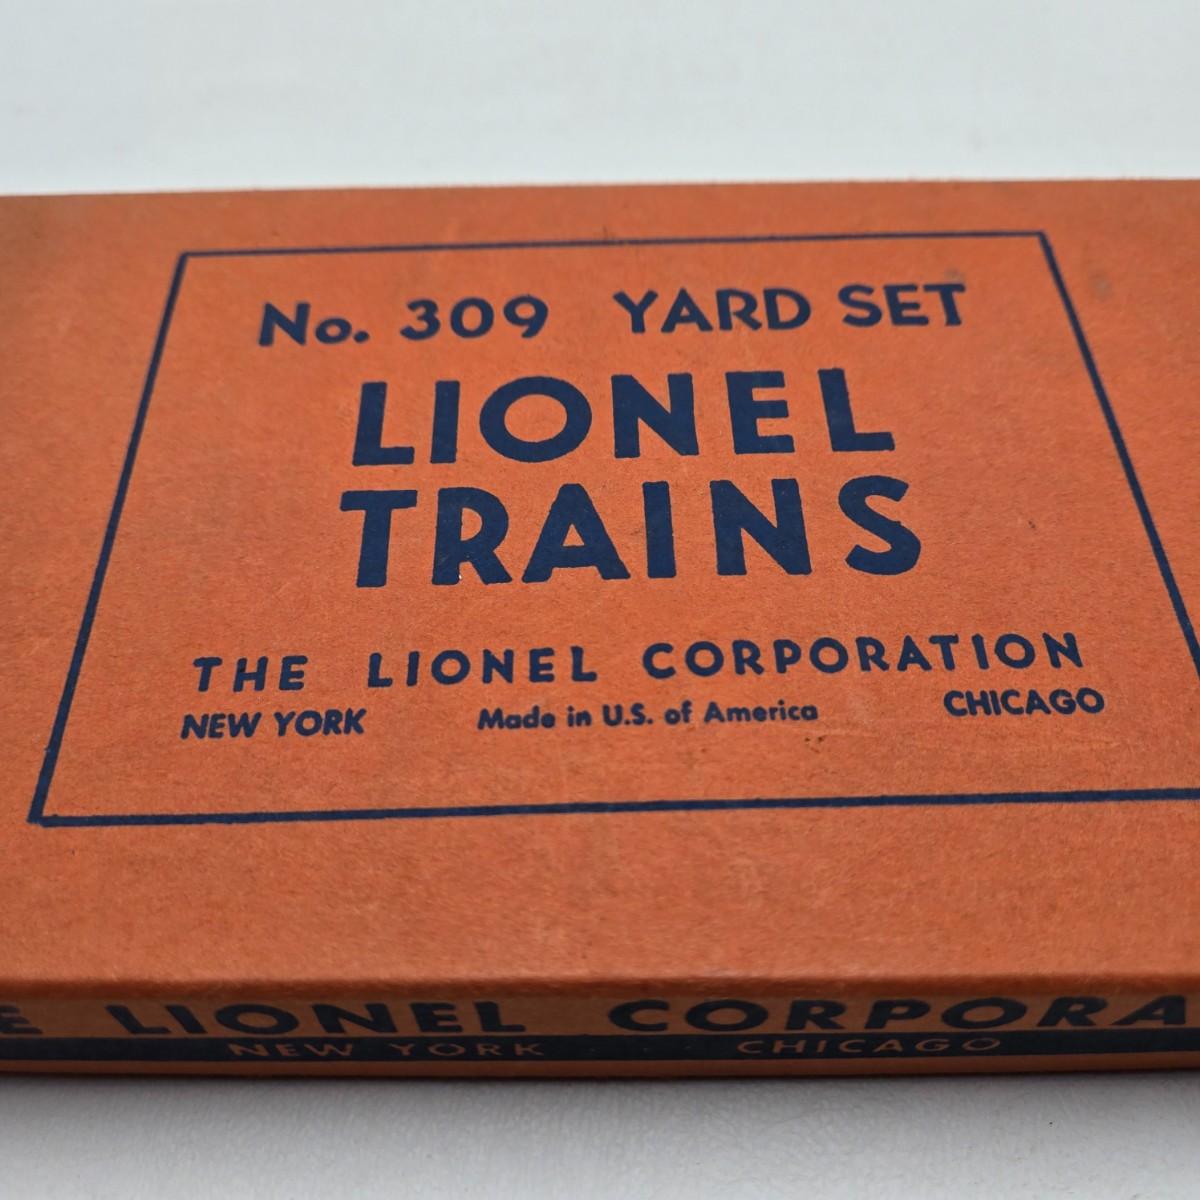 No. 309 YARD SET
LIONEL
TRAINS
THE LIONEL CORPORATION
NEW YORK Made in U.S. of America CHICAGO
E LIONEL CORPORA
NEW YORK CHICAGO